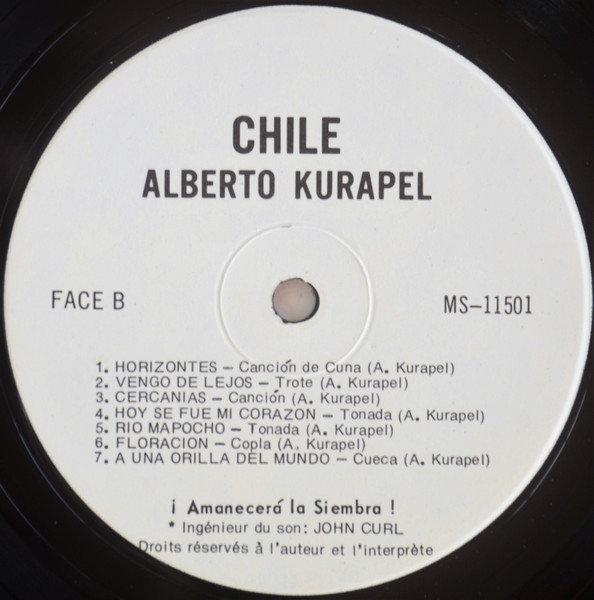 CHILE
ALBERTO KURAPEL
FACE B
MS-11501
1. HORIZONTES – Canción de Cuna (A. Kurapel)
2. VENGO DE LEJOS – Trote (A. Kurapel)
3. CERCANIAS – Canción (A. Kurapel)
4. HOY SE FUE MI CORAZON – Tonada (A. Kurapel)
5. RIO MAPOCHO – Tonada (A. Kurapel)
6. FLORACION – Copla (A. Kurapel)
7. A UNA ORILLA DEL MUNDO – Cueca (A. Kurapel)
¡ Amanecerá la Siembra !
* Ingénieur du son: JOHN CURL
Droits réservés à l'auteur et l'interprète